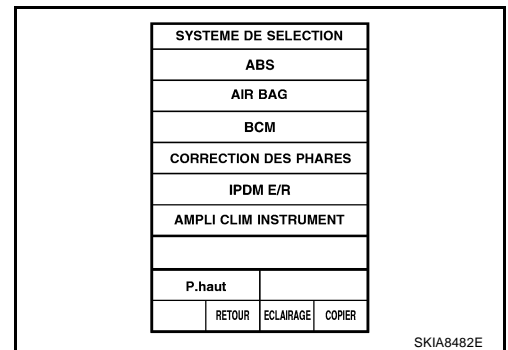 SYSTEME DE SELECTION
ABS
AIR BAG
BCM
CORRECTION DES PHARES
IPDM E/R
AMPLI CLIM INSTRUMENT
P.haut
RETOUR ECLAIRAGE COPIER
SKIA8482E